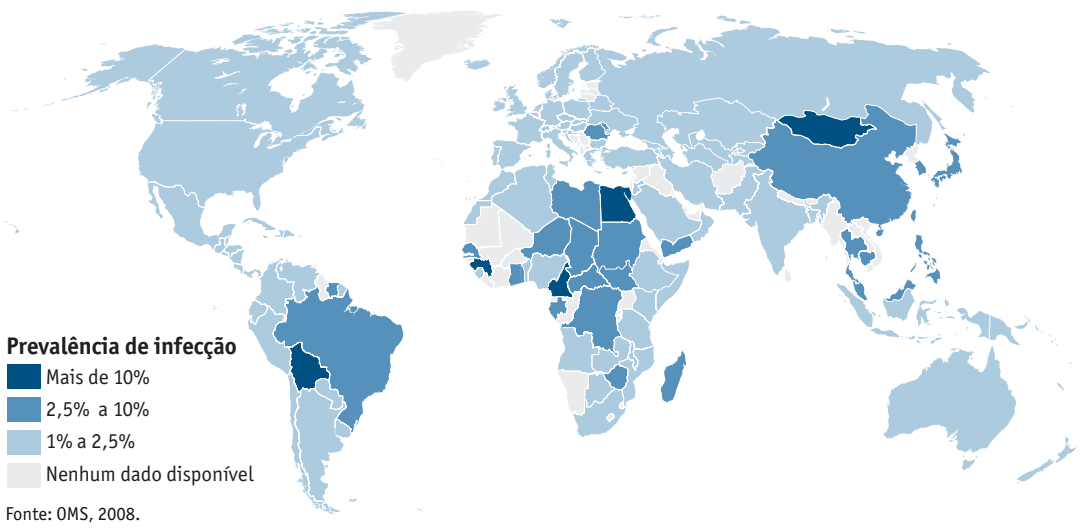 Prevalência de infecção
Mais de 10%
2,5% a 10%
1% a 2,5%
Nenhum dado disponível
Fonte: OMS, 2008.